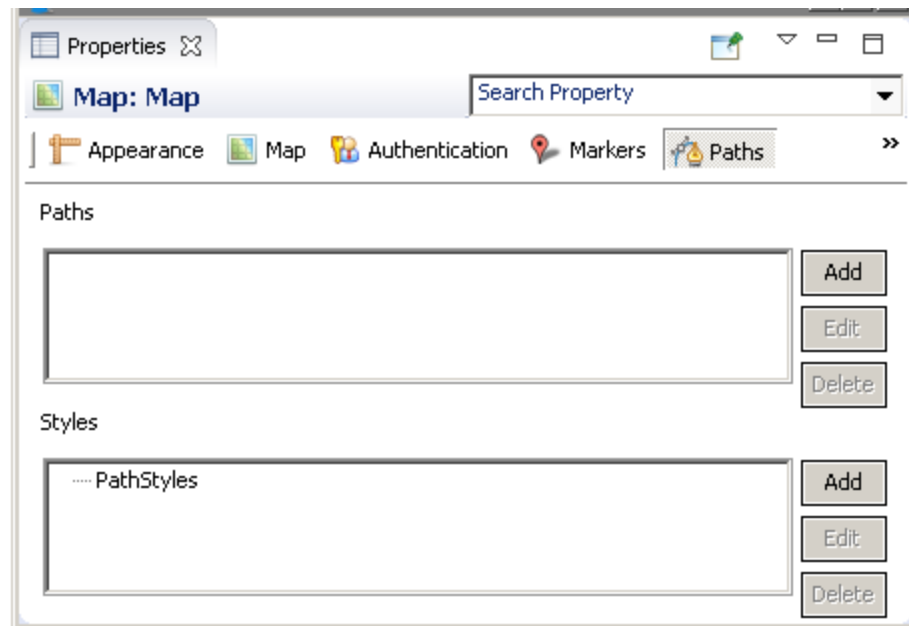 Properties
Map: Map
Search Property
Appearance Map Authentication Markers Paths »
Paths
Add
Edit
Delete
Styles
PathStyles
Add
Edit
Delete